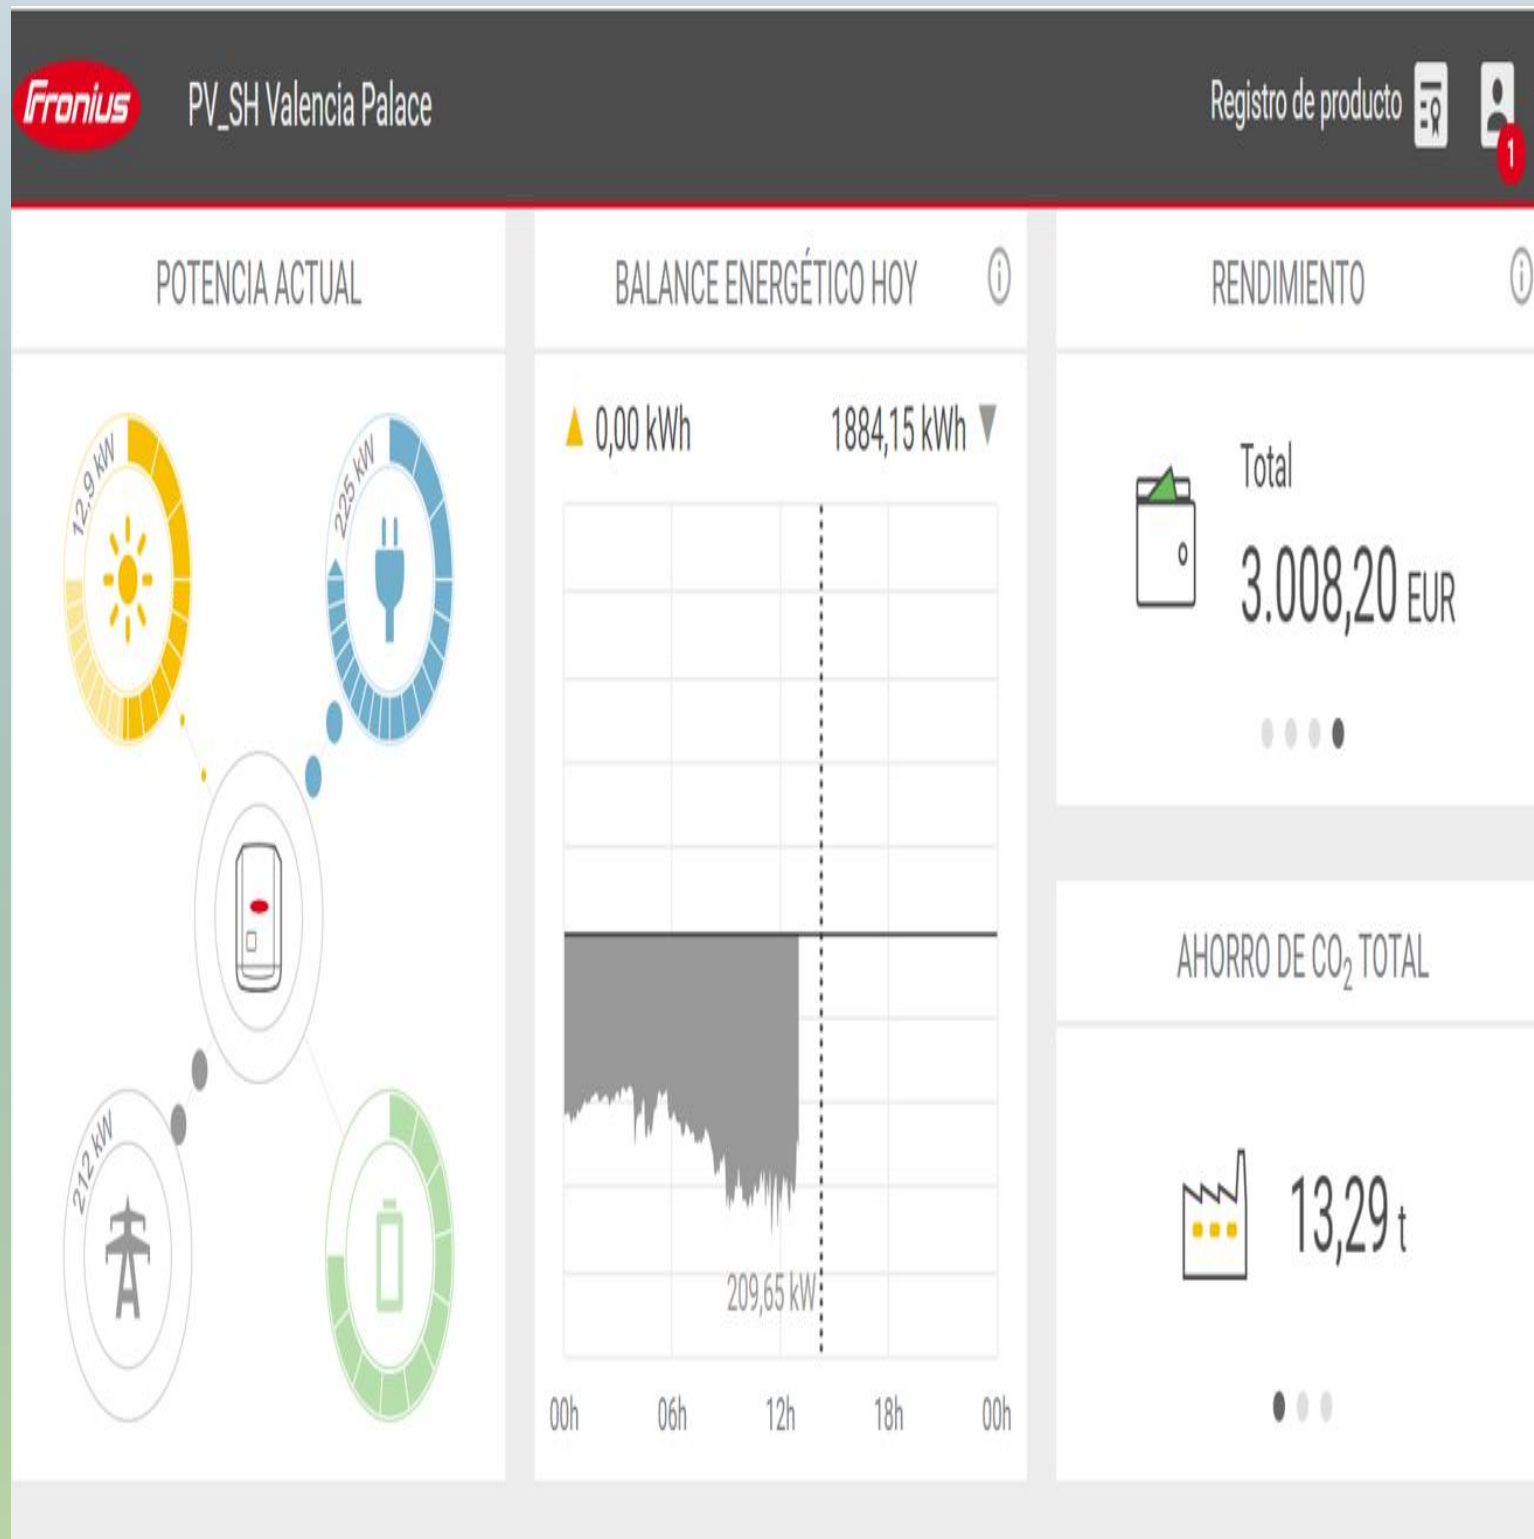 Fronius
PV_SH Valencia Palace
Registro de producto
1
POTENCIA ACTUAL
12,9 kW
225 kW
212 kW
BALANCE ENERGÉTICO HOY
0,00 kWh
1884,15 kWh
209,65 kW
00h 06h 12h 18h 00h
RENDIMIENTO
Total
3.008,20 EUR
AHORRO DE CO₂ TOTAL
13,29 t